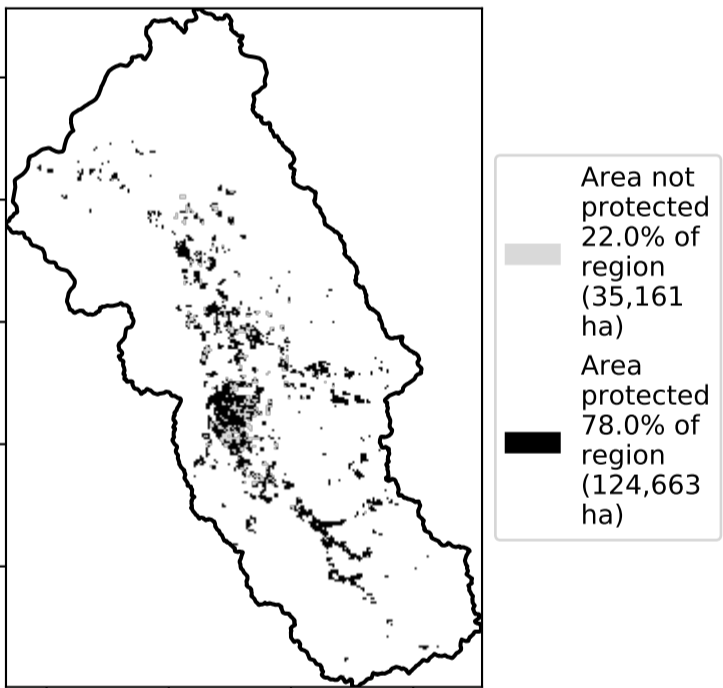 Area not
protected
22.0% of
region
(35,161
ha)
Area
protected
78.0% of
region
(124,663
ha)